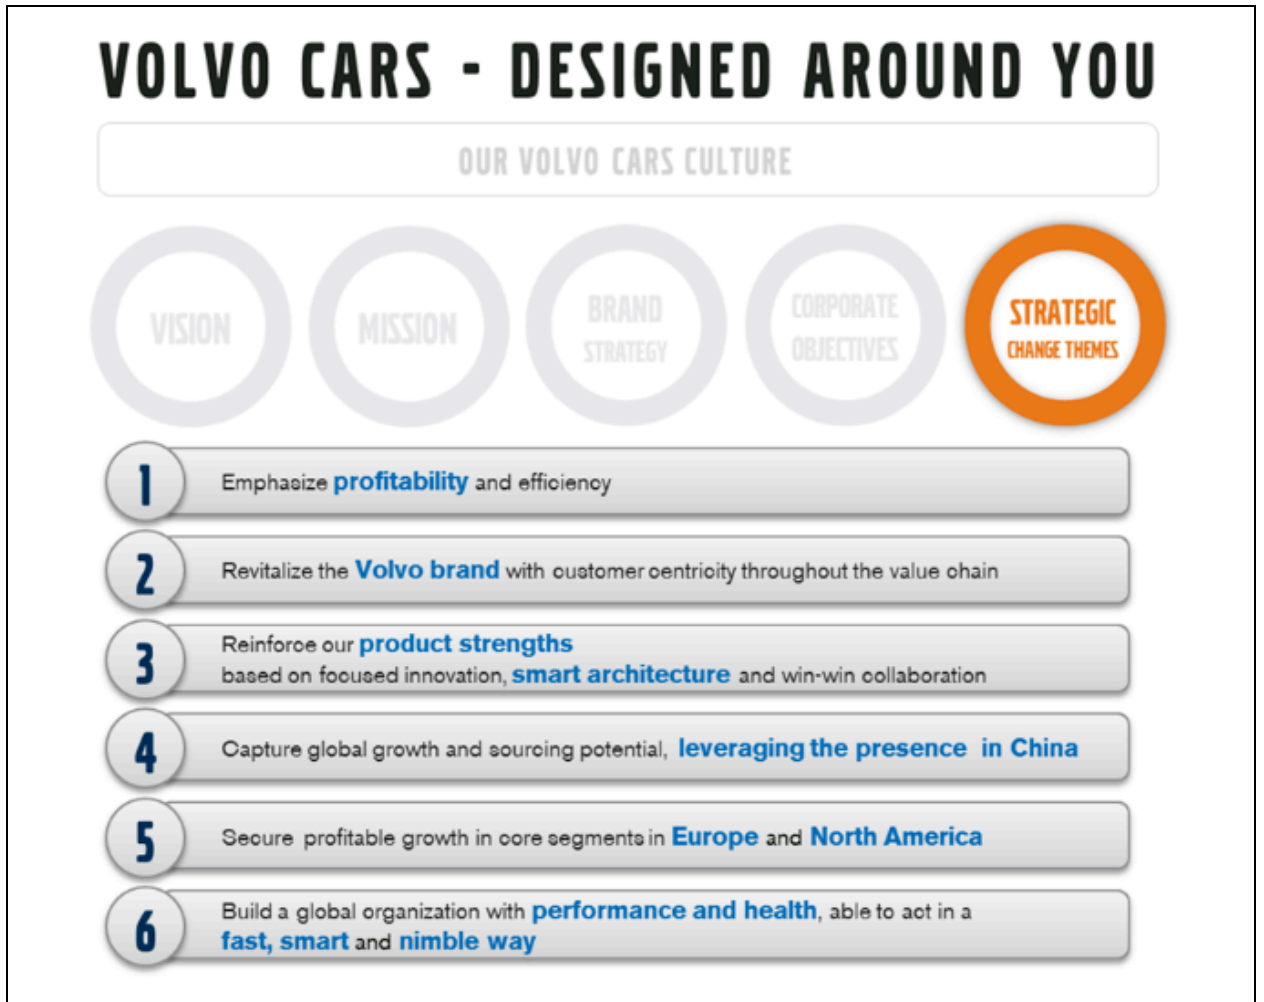 VOLVO CARS - DESIGNED AROUND YOU
OUR VOLVO CARS CULTURE
VISION
MISSION
BRAND
STRATEGY
CORPORATE
OBJECTIVES
STRATEGIC
CHANGE THEMES
1
Emphasize profitability and efficiency
2
Revitalize the Volvo brand with customer centricity throughout the value chain
3
Reinforce our product strengths
based on focused innovation, smart architecture and win-win collaboration
4
Capture global growth and sourcing potential, leveraging the presence in China
5
Secure profitable growth in core segments in Europe and North America
6
Build a global organization with performance and health, able to act in a
fast, smart and nimble way